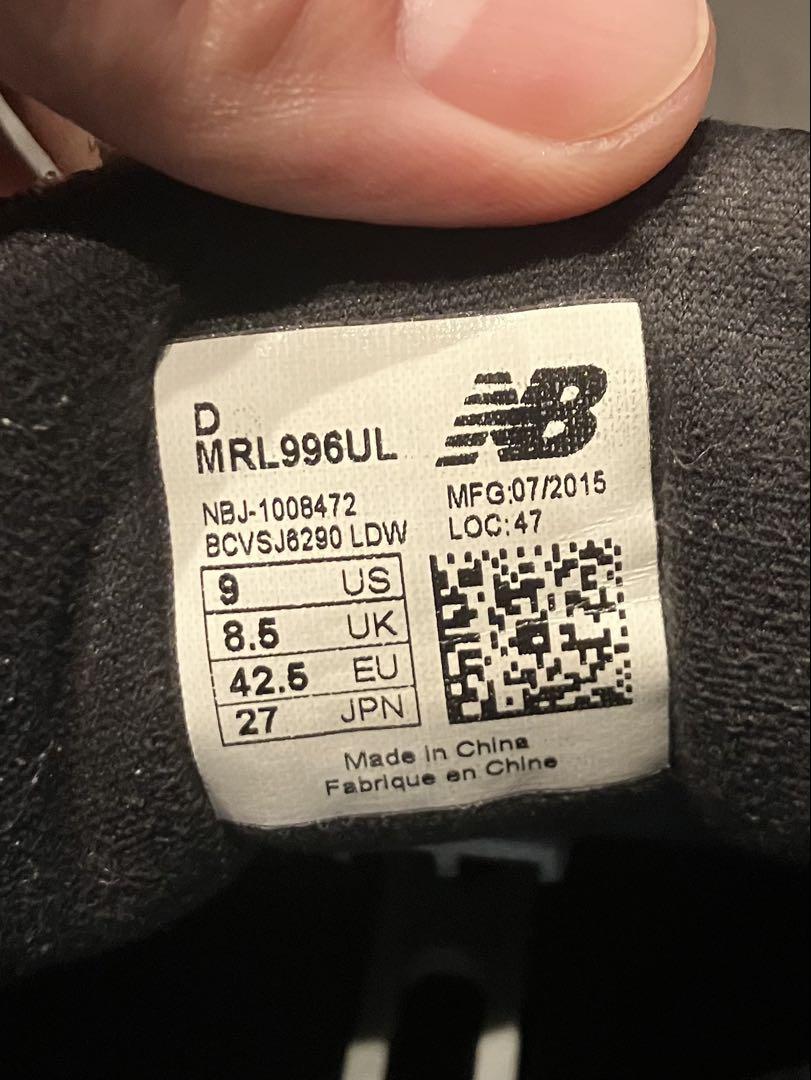 D
MRL996UL
NB
NBJ-1008472
BCVSJ6290 LDW
MFG:07/2015
LOC:47
9 US
8.5 UK
42.5 EU
27 JPN
Made in China
Fabrique en Chine